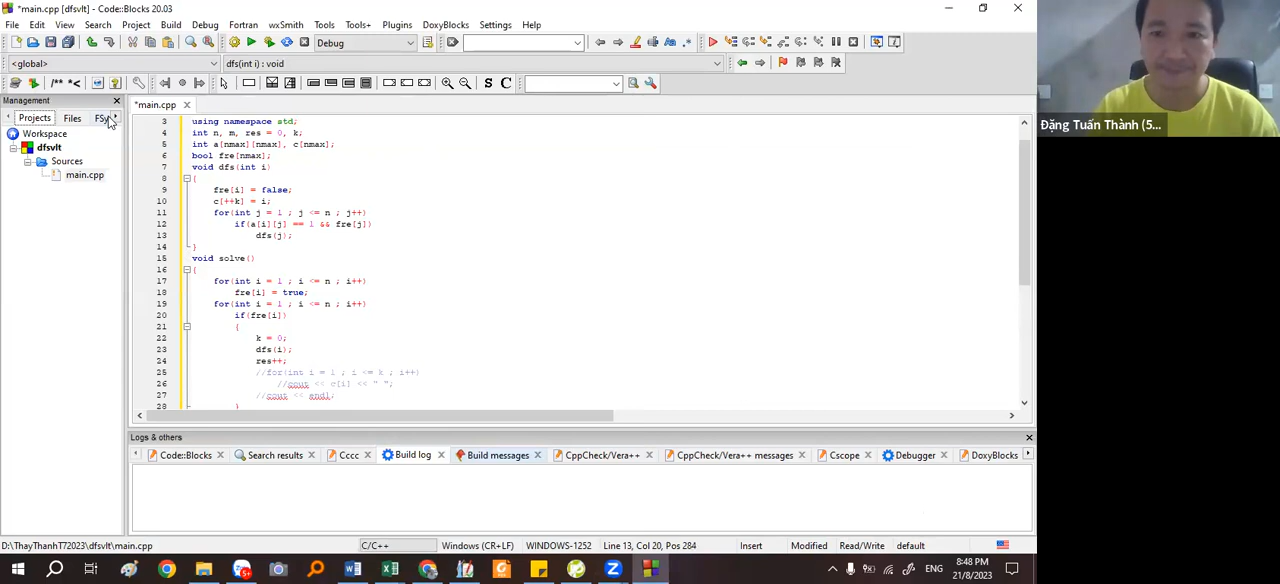 *main.cpp [dfsvlt] - Code::Blocks 20.03
File Edit View Search Project Build Debug Fortran wxSmith Tools Tools+ Plugins DoxyBlocks Settings Help
Debug
<global> dfs(int i) : void
/** *< S C
Management
Projects Files FSy
Workspace
dfsvlt
Sources
main.cpp
*main.cpp
3 using namespace std;
4 int n, m, res = 0, k;
5 int a[nmax][nmax], c[nmax];
6 bool fre[nmax];
7 void dfs(int i)
8 {
9 fre[i] = false;
10 c[++k] = i;
11 for(int j = 1 ; j <= n ; j++)
12 if(a[i][j] == 1 && fre[j])
13 dfs(j);
14 }
15 void solve()
16 {
17 for(int i = 1 ; i <= n ; i++)
18 fre[i] = true;
19 for(int i = 1 ; i <= n ; i++)
20 if(fre[i])
21 {
22 k = 0;
23 dfs(i);
24 res++;
25 //for(int i = 1 ; i <= k ; i++)
26 //cout << c[i] << " ";
27 //cout << endl;
28 }
Logs & others
Code::Blocks Search results Cccc Build log Build messages CppCheck/Vera++ CppCheck/Vera++ messages Cscope Debugger DoxyBlocks
D:\ThayThanhT72023\dfsvlt\main.cpp C/C++ Windows (CR+LF) WINDOWS-1252 Line 13, Col 20, Pos 284 Insert Modified Read/Write default
ENG
8:48 PM
21/8/2023
Đặng Tuấn Thành (5...